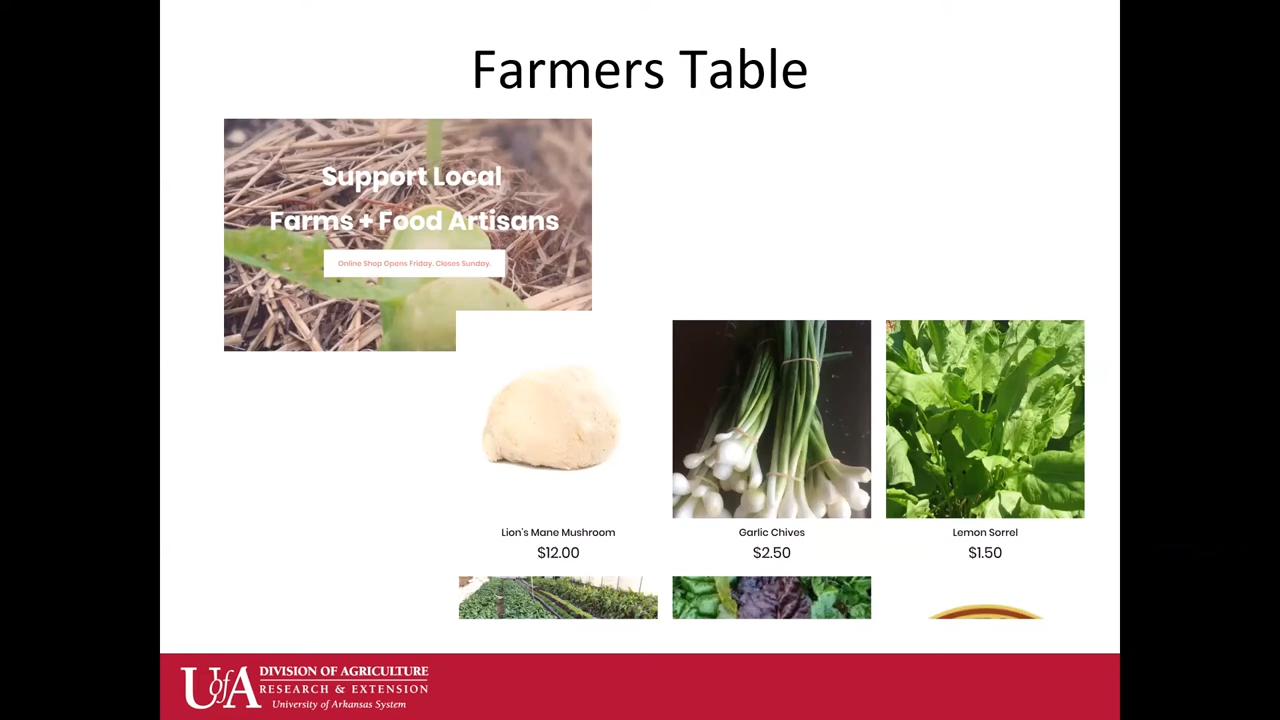 Farmers Table
Support Local
Farms + Food Artisans
Online Shop Opens Friday. Closes Sunday.
Lion's Mane Mushroom
$12.00
Garlic Chives
$2.50
Lemon Sorrel
$1.50
UofA
DIVISION OF AGRICULTURE
RESEARCH & EXTENSION
University of Arkansas System